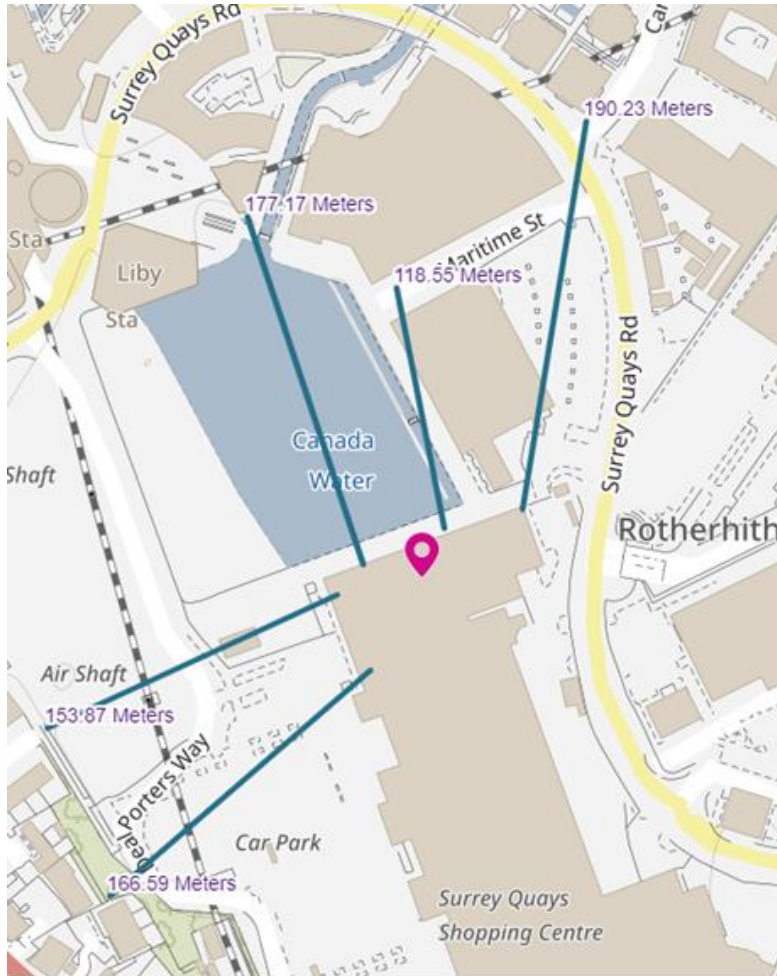 Surrey Quays Rd
Ca
190.23 Meters
177.17 Meters
Sta
Maritime St
Liby
118.55 Meters
Sta
Surrey Quays Rd
Canada
Water
Shaft
Rotherhith
Air Shaft
153.87 Meters
Deal Porters Way
Car Park
166.59 Meters
Surrey Quays
Shopping Centre